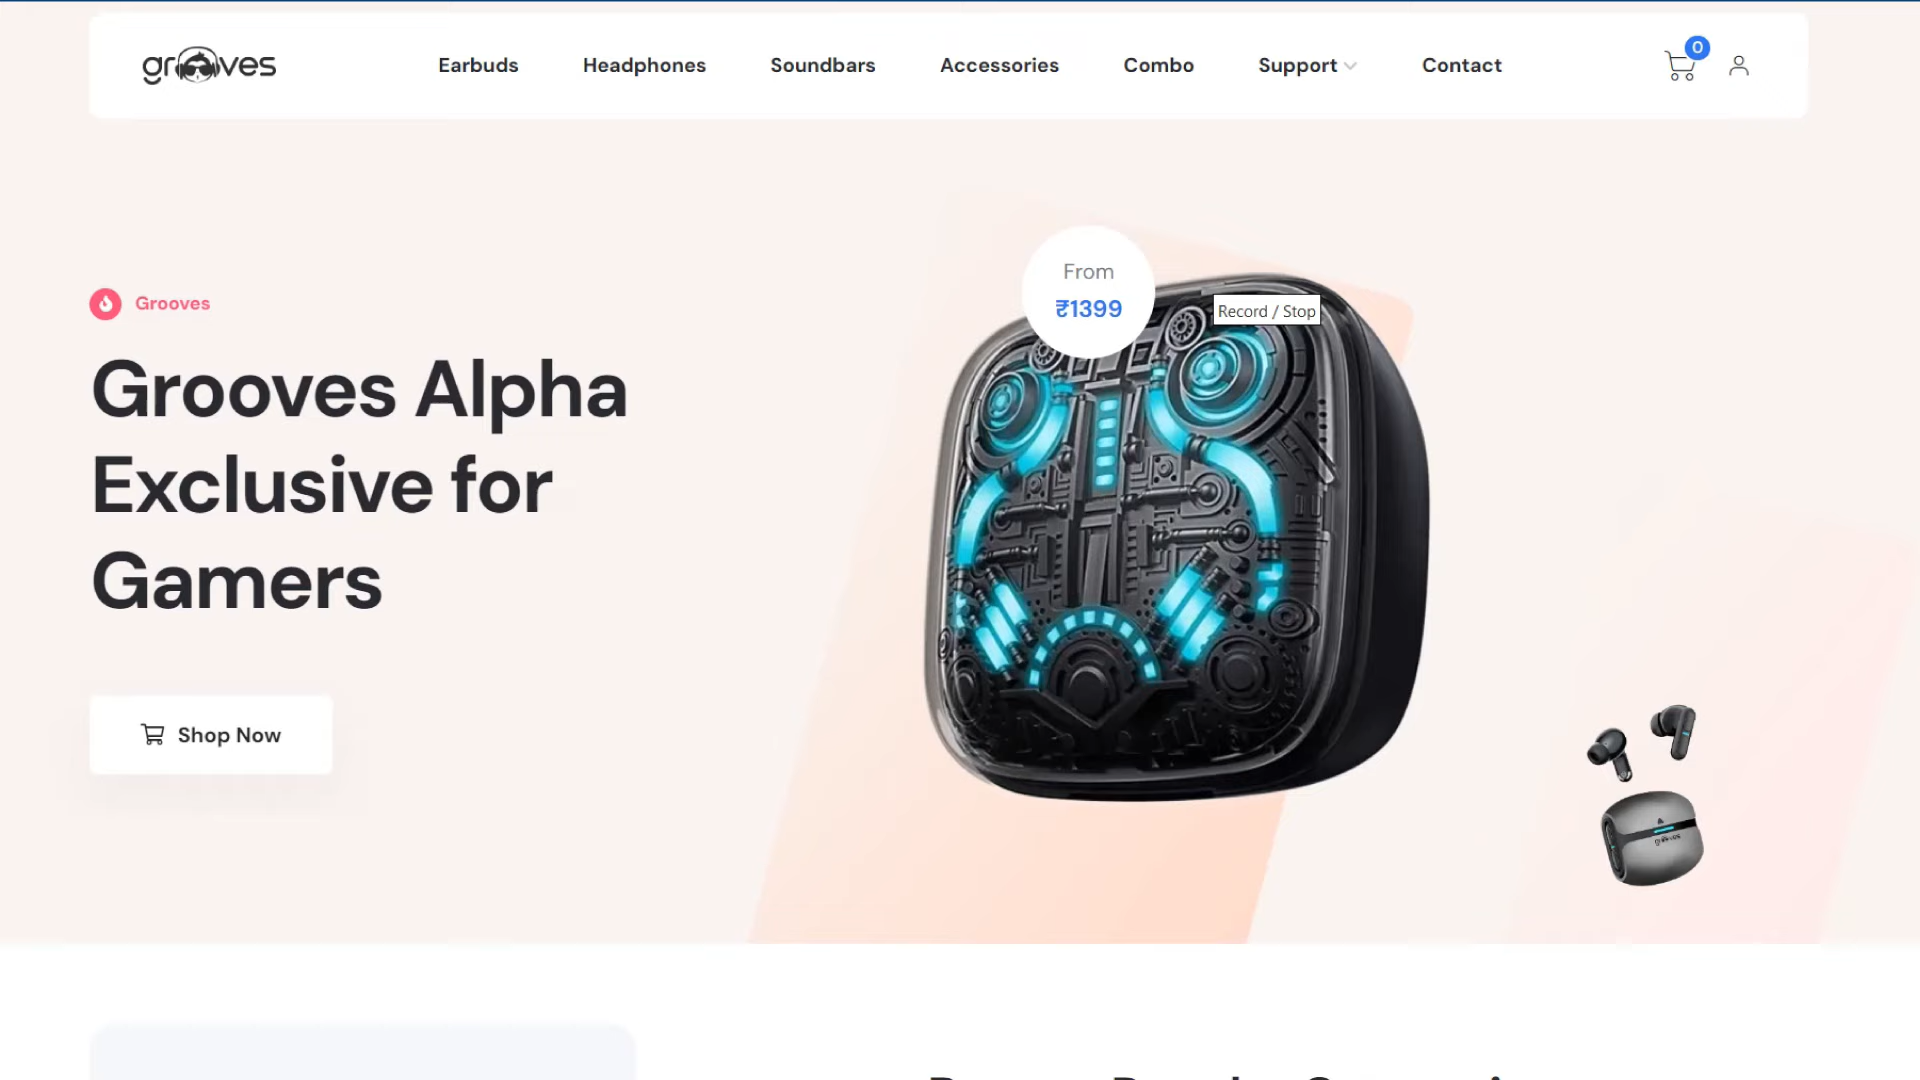 grooves
Earbuds
Headphones
Soundbars
Accessories
Combo
Support
Contact
0
From
₹1399
Record / Stop
Grooves
Grooves Alpha
Exclusive for
Gamers
Shop Now
grooves